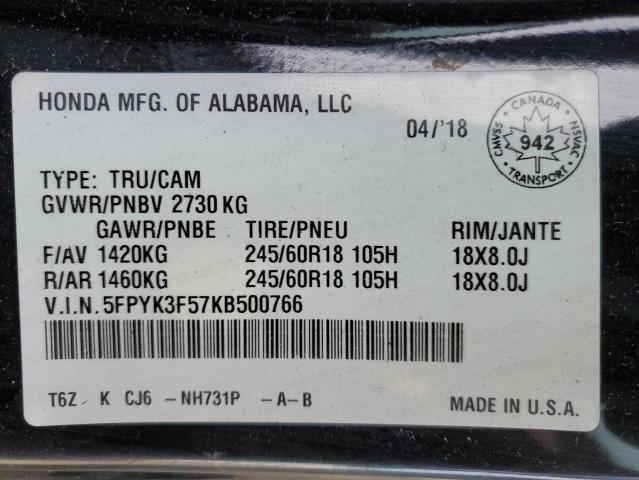 HONDA MFG. OF ALABAMA, LLC
04/'18
CANADA
CMVSS 942 NSVAC
TRANSPORT
TYPE: TRU/CAM
GVWR/PNBV 2730 KG
GAWR/PNBE TIRE/PNEU RIM/JANTE
F/AV 1420KG 245/60R18 105H 18X8.0J
R/AR 1460KG 245/60R18 105H 18X8.0J
V.I.N. 5FPYK3F57KB500766
T6Z K CJ6 -NH731P -A-B MADE IN U.S.A.